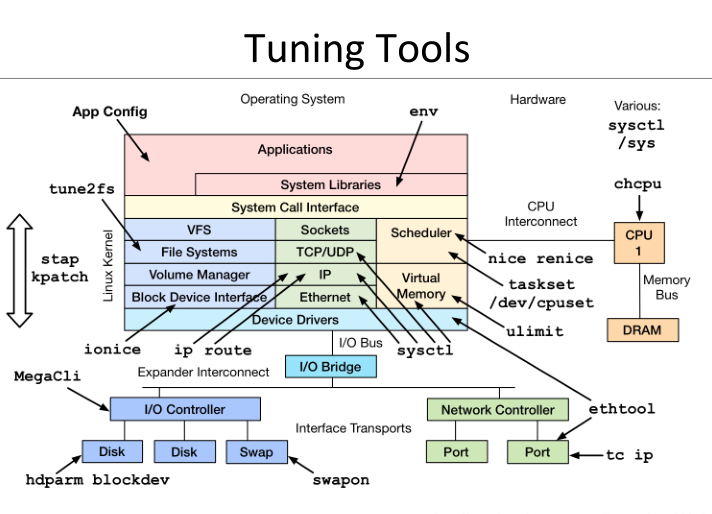 Tuning Tools
Operating System
Hardware
Various:
sysctl
/sys
App Config
env
Applications
System Libraries
tune2fs
chcpu
System Call Interface
CPU
Interconnect
Linux Kernel
VFS
Sockets
Scheduler
CPU
1
File Systems
TCP/UDP
nice renice
stap
kpatch
Volume Manager
IP
Virtual
Memory
taskset
/dev/cpuset
Memory
Bus
Block Device Interface
Ethernet
Device Drivers
ulimit
DRAM
ionice
ip route
I/O Bus
sysctl
MegaCli
Expander Interconnect
I/O Bridge
I/O Controller
Network Controller
ethtool
Interface Transports
Disk
Disk
Swap
Port
Port
tc ip
hdparm blockdev
swapon